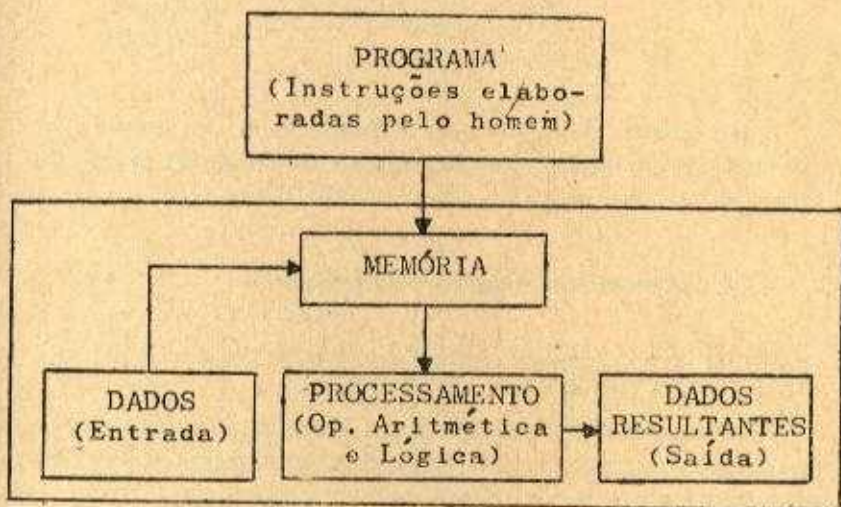 PROGRAMA
(Instruções elabo-
radas pelo homem)
MEMÓRIA
DADOS
(Entrada)
PROCESSAMENTO
(Op. Aritmética
e Lógica)
DADOS
RESULTANTES
(Saída)